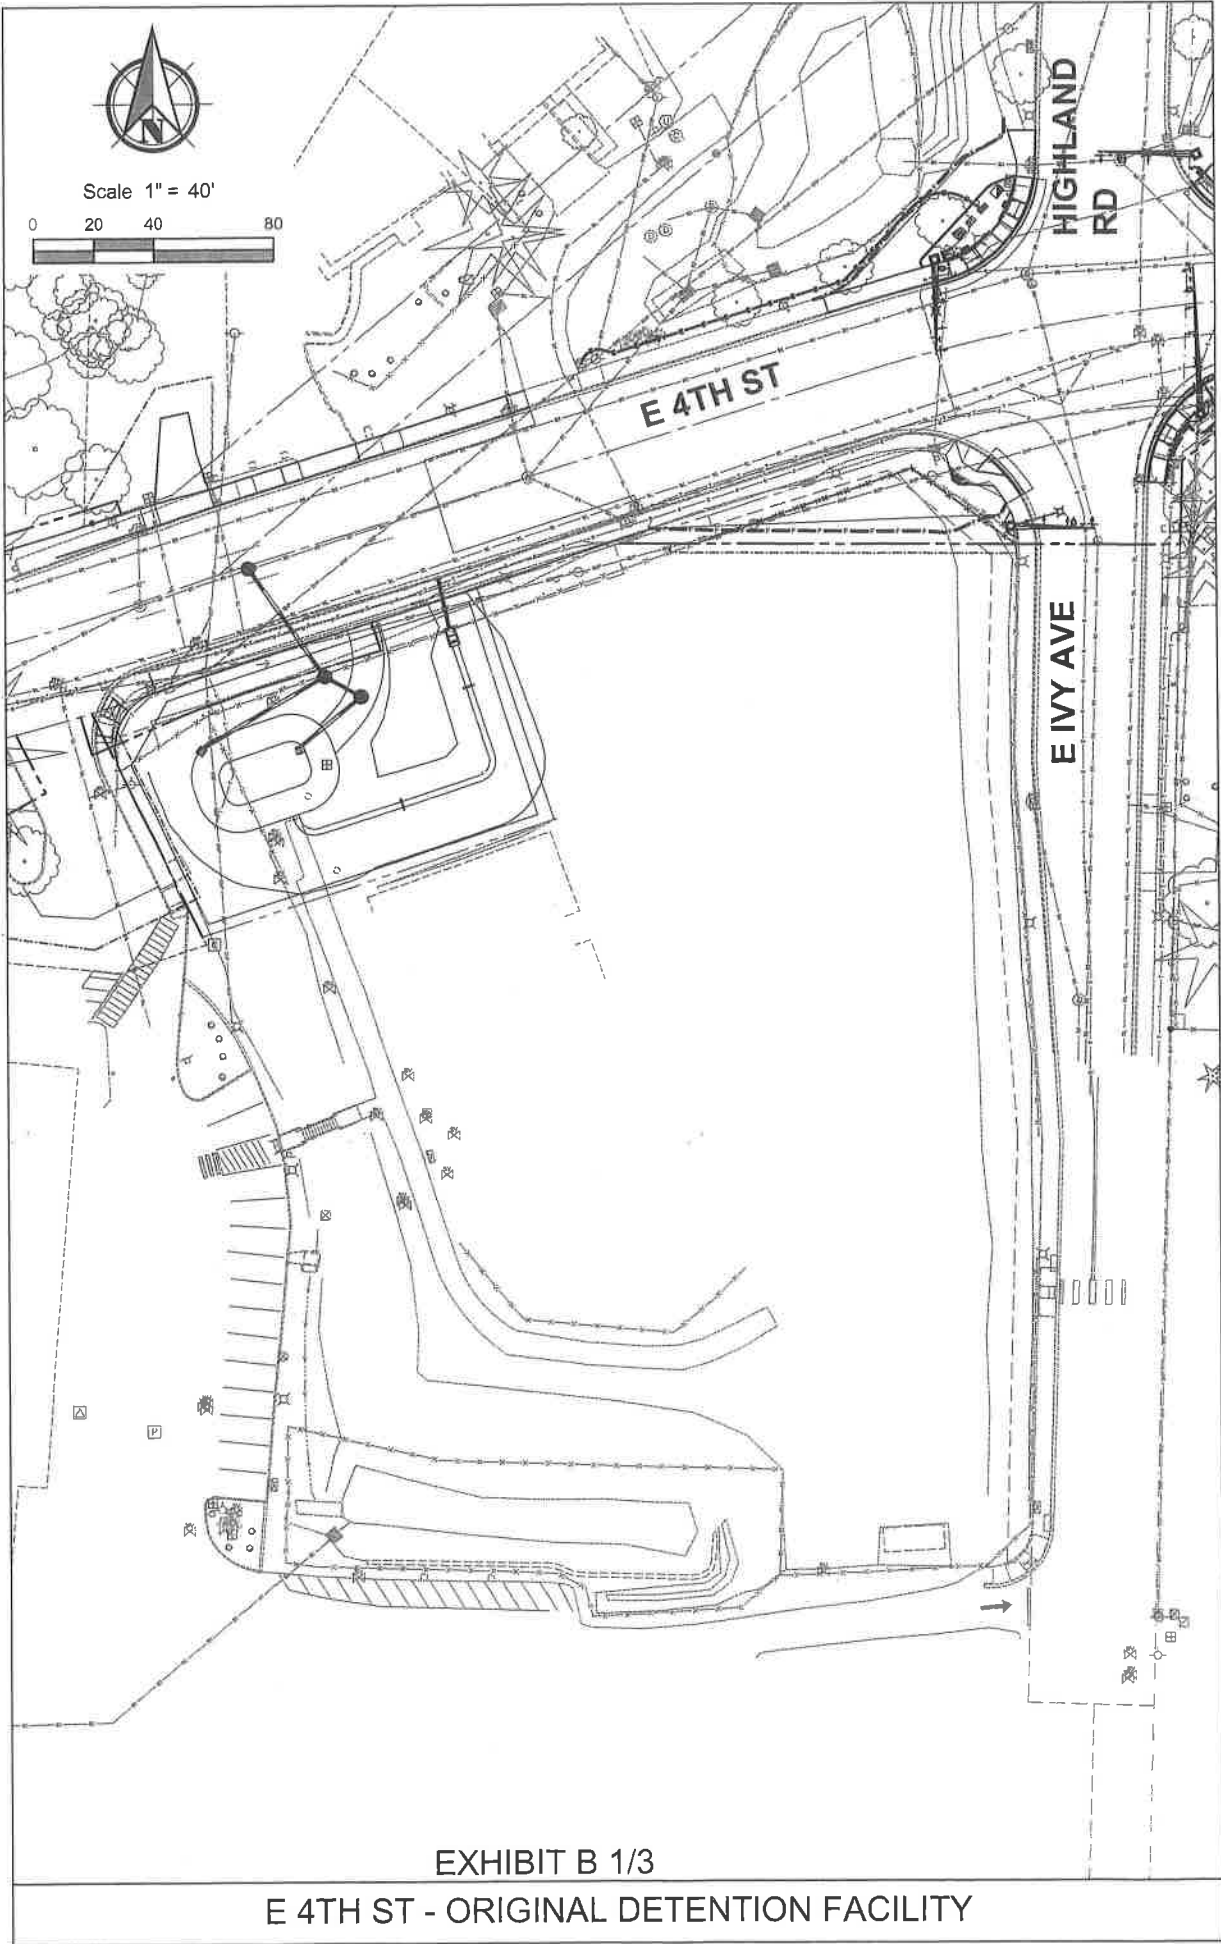 N
Scale 1" = 40'
0 20 40 80
HIGHLAND
RD
E 4TH ST
E IVY AVE
P
EXHIBIT B 1/3
E 4TH ST - ORIGINAL DETENTION FACILITY